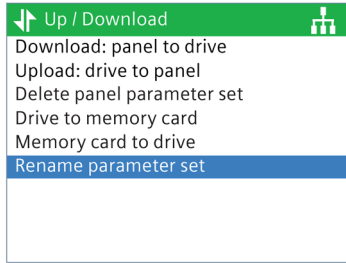 Up / Download
Download: panel to drive
Upload: drive to panel
Delete panel parameter set
Drive to memory card
Memory card to drive
Rename parameter set